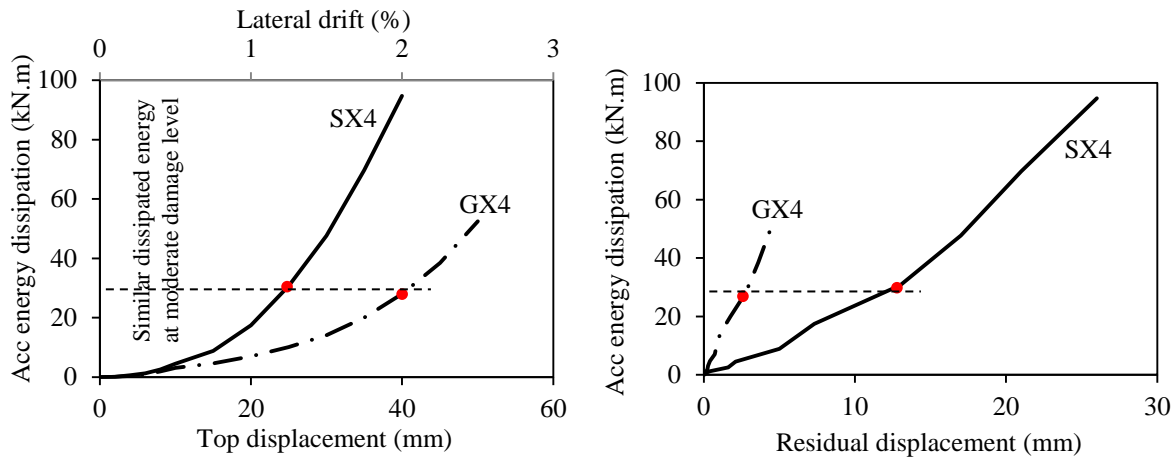 Lateral drift (%)
0 1 2 3
Acc energy dissipation (kN.m)
100
80
60
40
20
0
Similar dissipated energy
at moderate damage level
SX4
GX4
0 20 40 60
Top displacement (mm)
Acc energy dissipation (kN.m)
100
80
60
40
20
0
GX4
SX4
0 10 20 30
Residual displacement (mm)